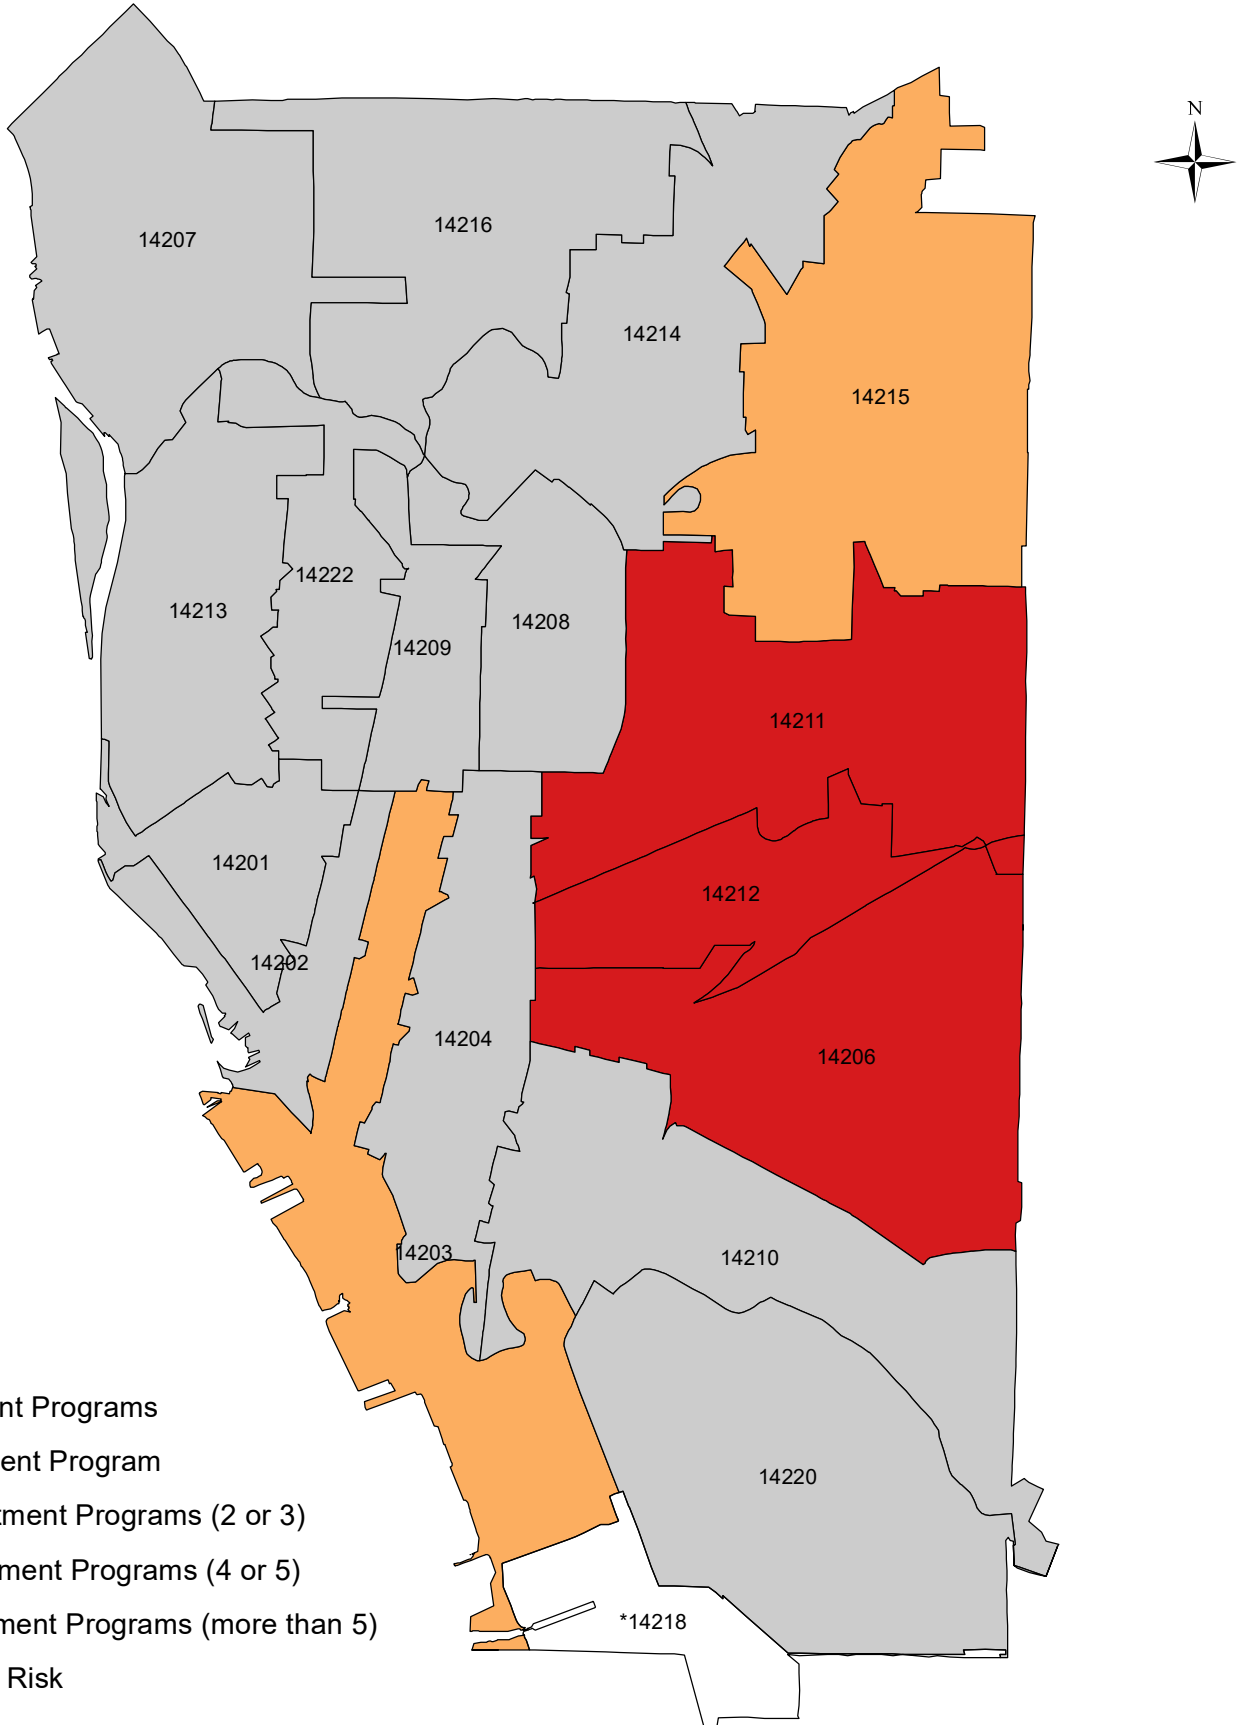 N
14207
14216
14214
14215
14222
14213
14208
14209
14211
14201
14212
14202
14204
14206
14203
14210
nt Programs
ent Program
14220
tment Programs (2 or 3)
ment Programs (4 or 5)
ment Programs (more than 5)
*14218
Risk